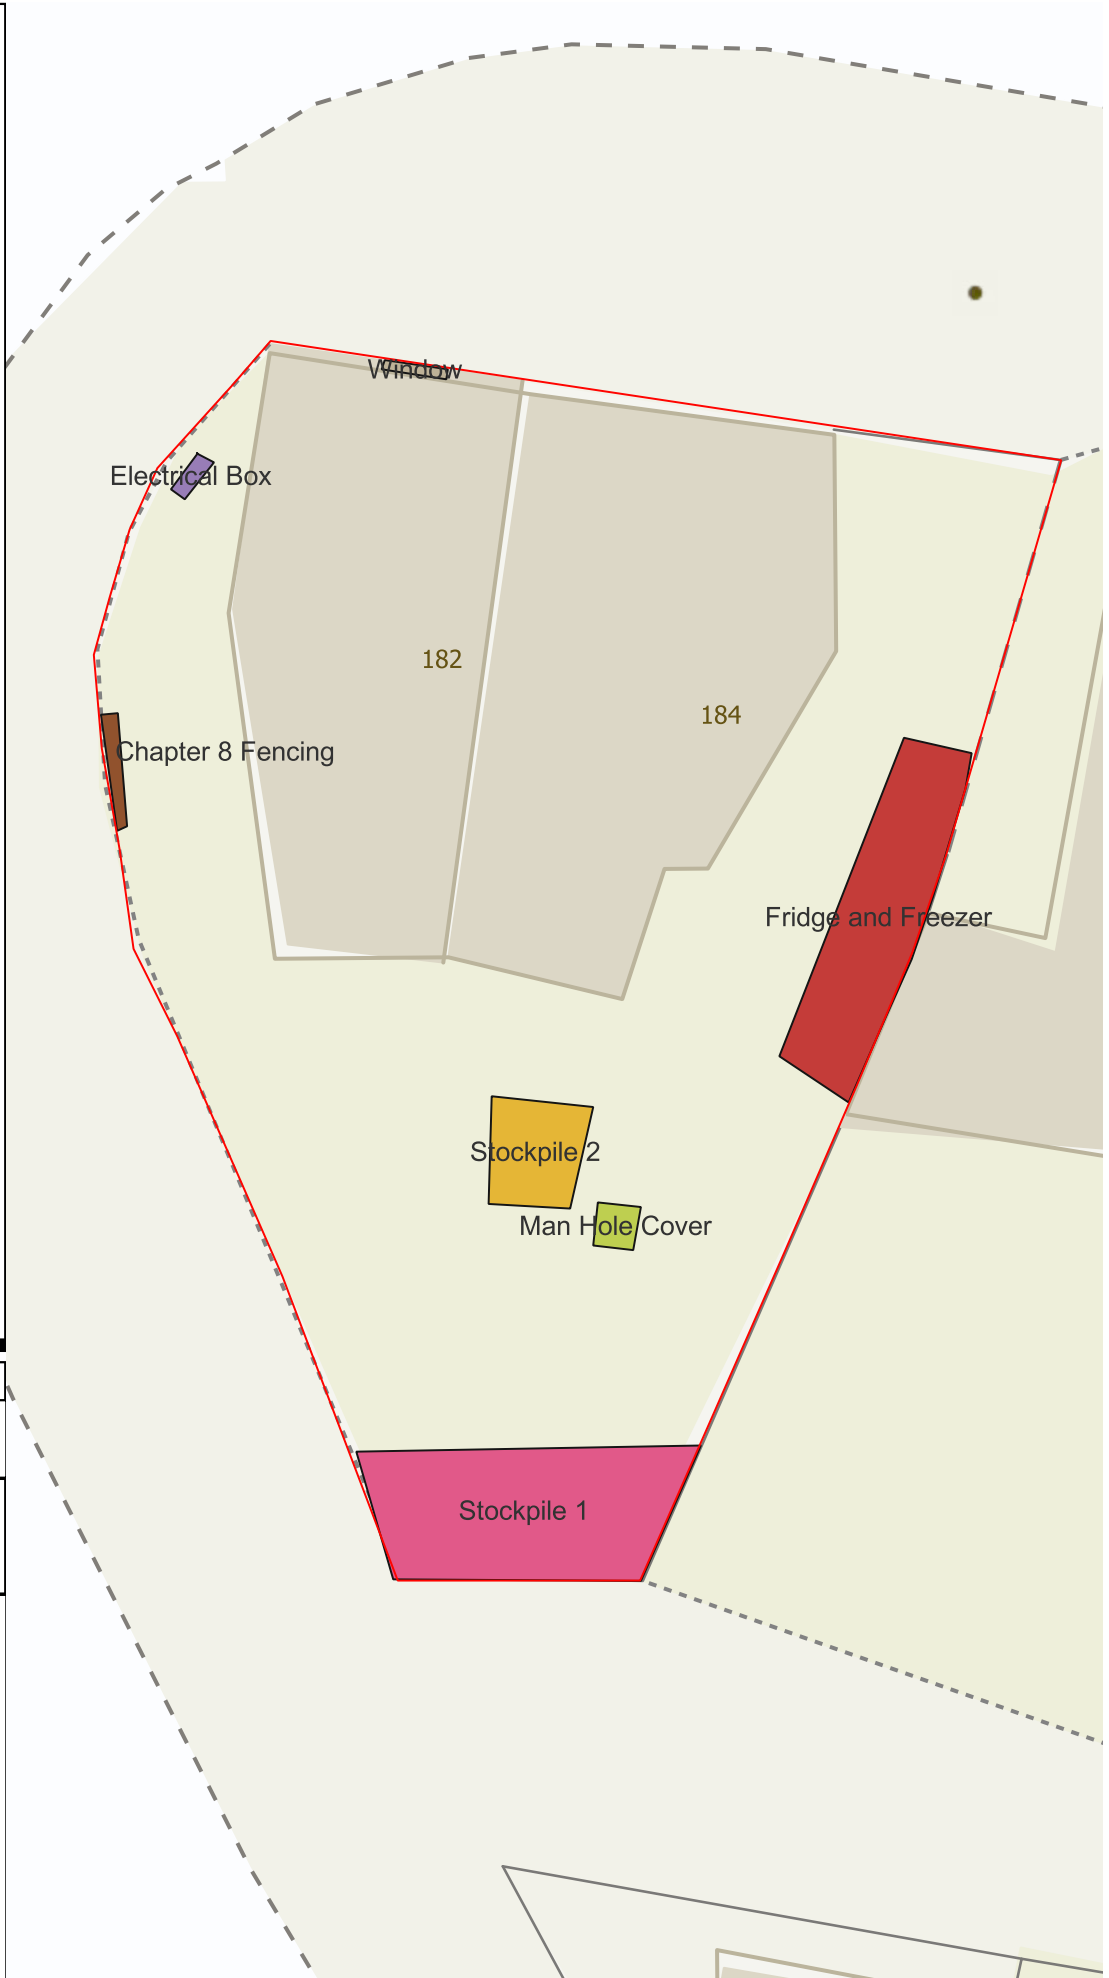 Window
Electrical Box
182
184
Chapter 8 Fencing
Fridge and Freezer
Stockpile 2
Man Hole Cover
Stockpile 1